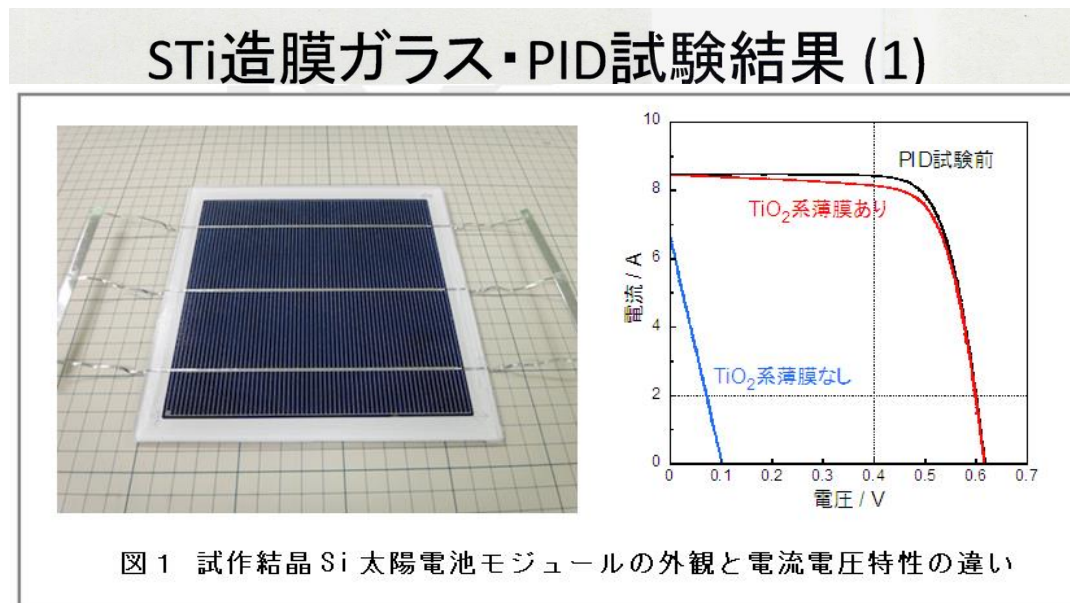 STi造膜ガラス・PID試験結果 (1)
10
PID試験前
8
TiO2系薄膜あり
6
電流 / A
4
TiO2系薄膜なし
2
0
0 0.1 0.2 0.3 0.4 0.5 0.6 0.7
電圧 / V
図1 試作結晶Si太陽電池モジュールの外観と電流電圧特性の違い